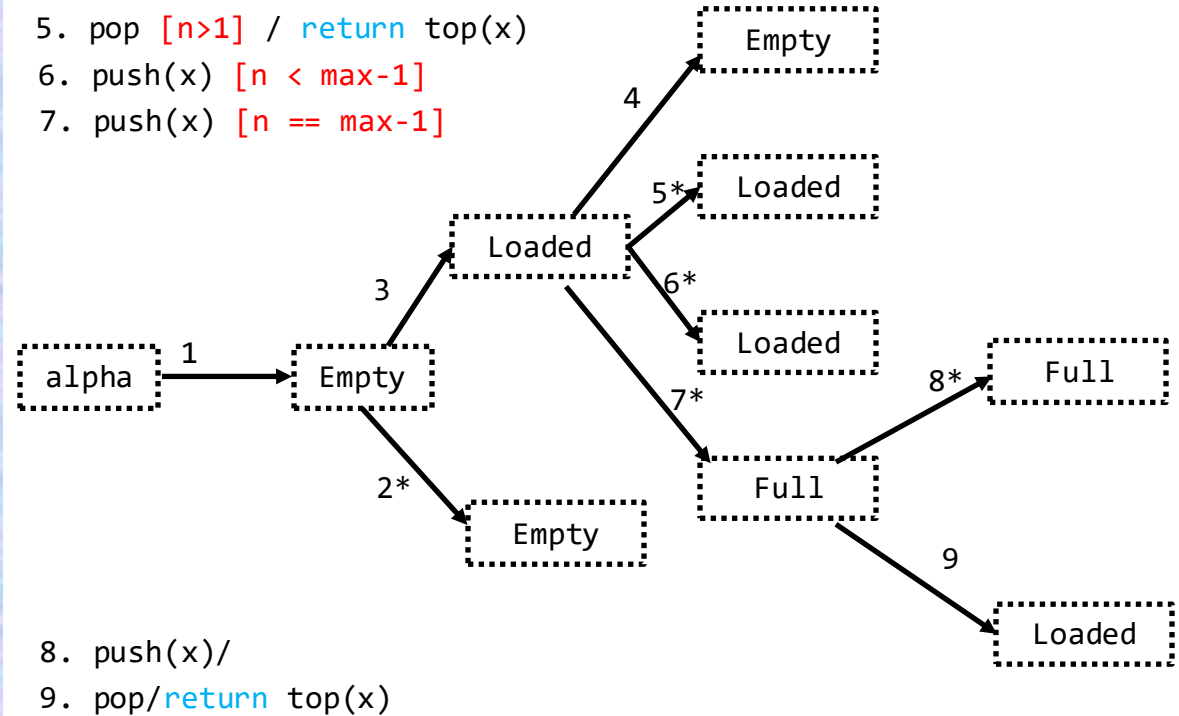 5. pop [n>1] / return top(x)
6. push(x) [n < max-1]
7. push(x) [n == max-1]
Empty
4
5*
Loaded
Loaded
3
6*
Loaded
alpha
1
Empty
7*
8*
Full
2*
Full
Empty
9
Loaded
8. push(x)/
9. pop/return top(x)